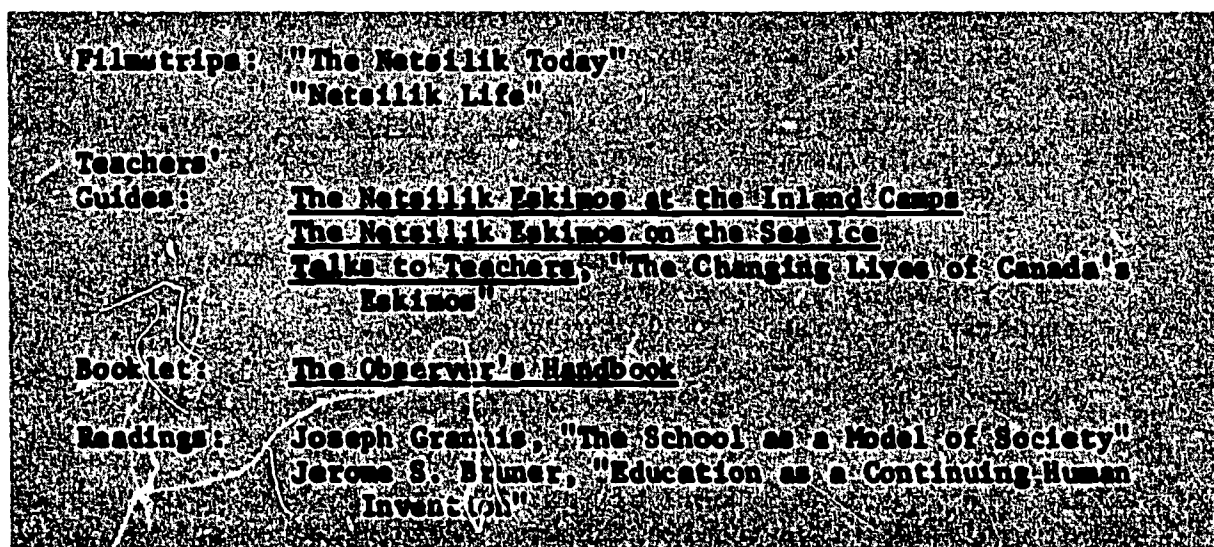 Filmstrips: "The Netsilik Today"
"Netsilik Life"
Teachers'
Guides: The Netsilik Eskimos at the Inland Camps
The Netsilik Eskimos on the Sea Ice
Talks to Teachers, "The Changing Lives of Canada's
Eskimos"
Booklet: The Observer's Handbook
Readings: Joseph Grannis, "The School as a Model of Society"
Jerome S. Bruner, "Education as a Continuing Human
Invention"